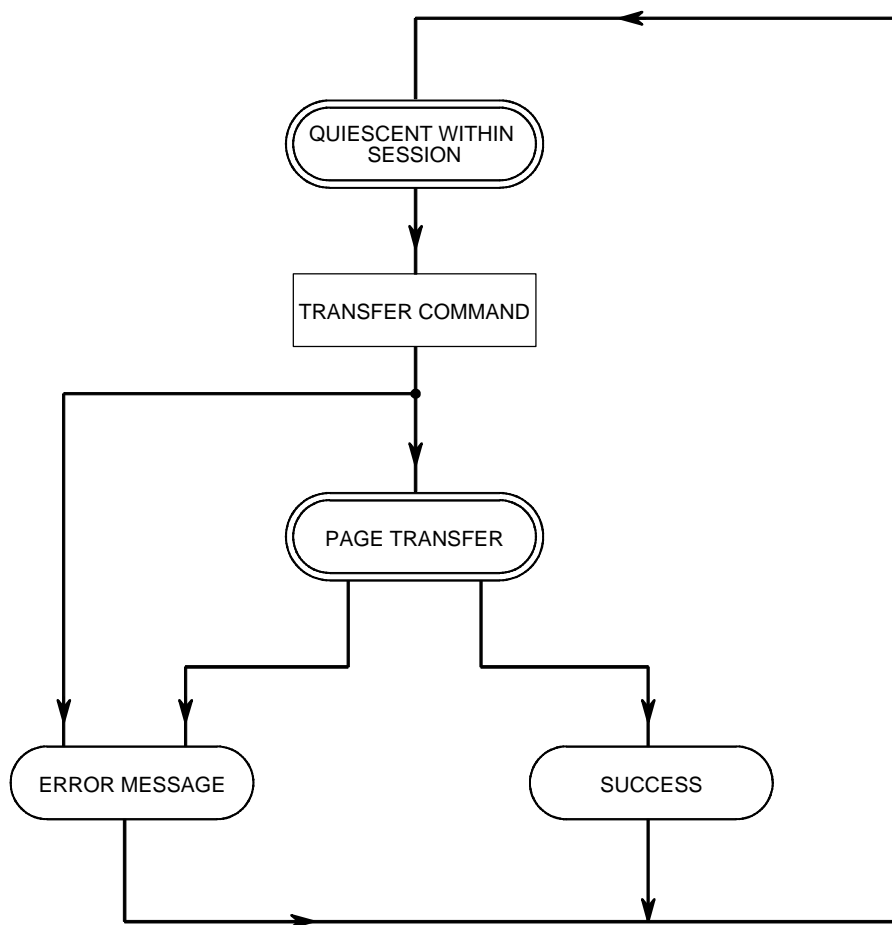 QUIESCENT WITHIN
SESSION
TRANSFER COMMAND
PAGE TRANSFER
ERROR MESSAGE
SUCCESS